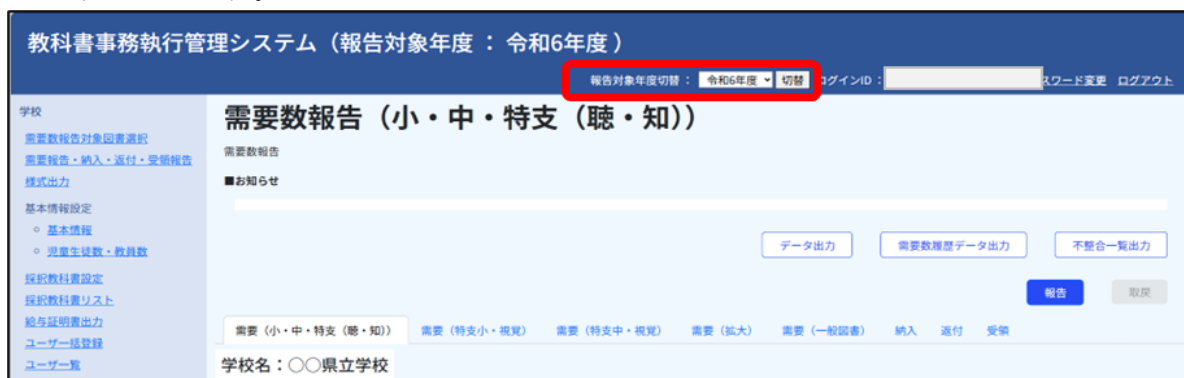 教科書事務執行管理システム（報告対象年度 ： 令和6年度 ）
報告対象年度切替 ： 令和6年度 切替 ログインID : スワード変更 ログアウト
学校
需要数報告対象図書選択
需要報告・納入・返付・受領報告
様式出力
基本情報設定
基本情報
児童生徒数・教員数
採択教科書設定
採択教科書リスト
給与証明書出力
ユーザ一括登録
ユーザ一覧
需要数報告（小・中・特支（聴・知））
需要数報告
■お知らせ
データ出力 需要数履歴データ出力 不整合一覧出力
報告 取戻
需要（小・中・特支（聴・知）） 需要（特支小・視覚） 需要（特支中・視覚） 需要（拡大） 需要（一般図書） 納入 返付 受領
学校名：○○県立学校